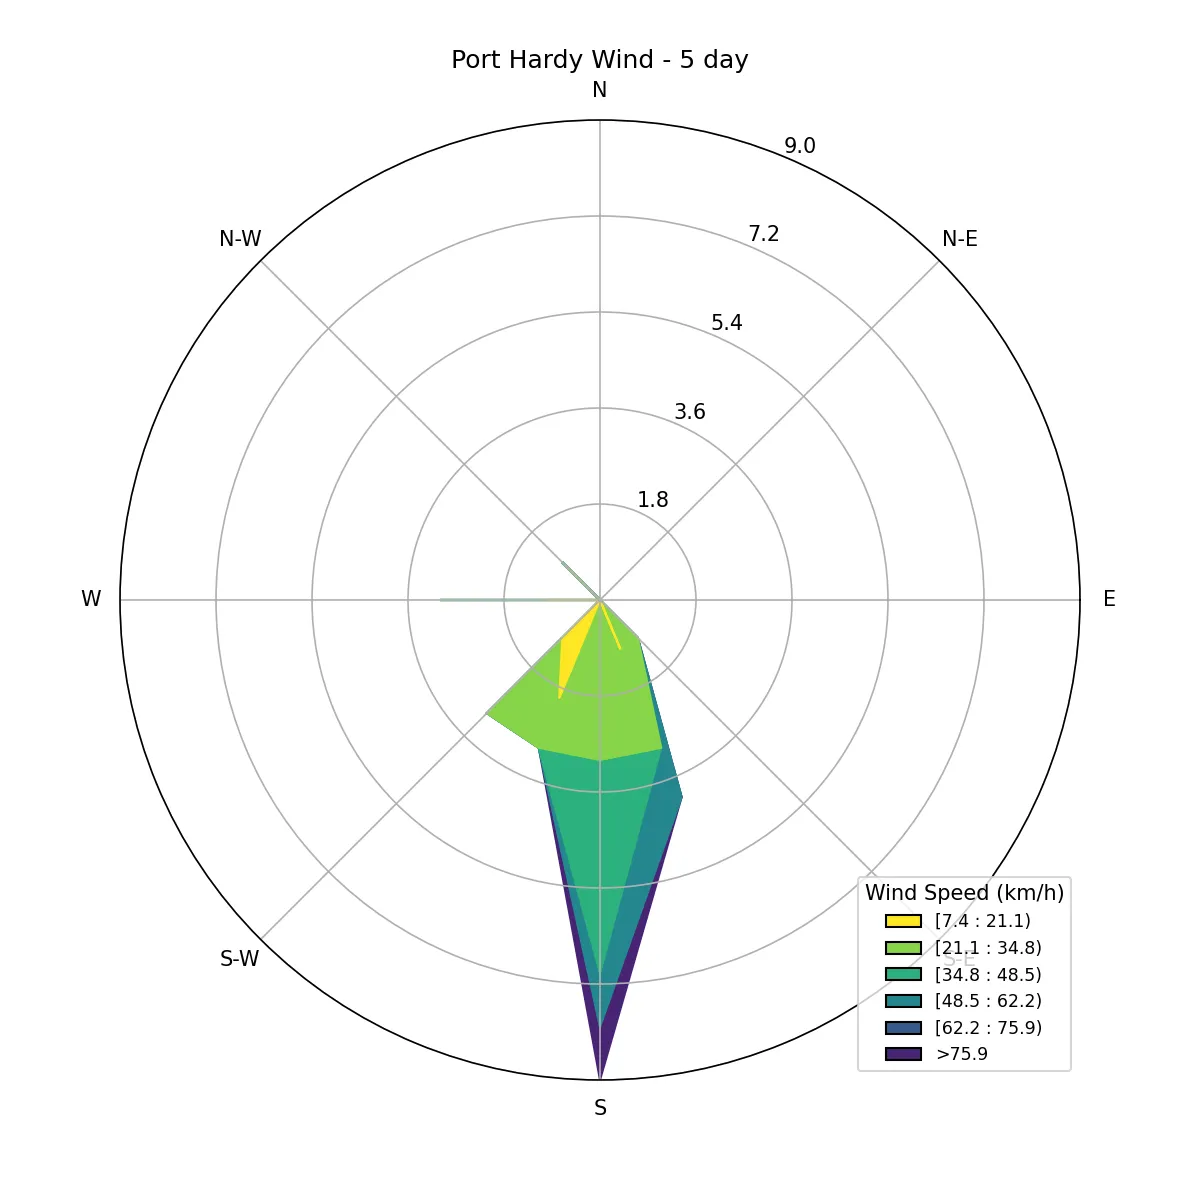 Port Hardy Wind - 5 day
N
9.0
N-W
N-E
7.2
5.4
3.6
1.8
W
E
S-W
S-E
Wind Speed (km/h)
[7.4 : 21.1)
[21.1 : 34.8)
[34.8 : 48.5)
[48.5 : 62.2)
[62.2 : 75.9)
>75.9
S